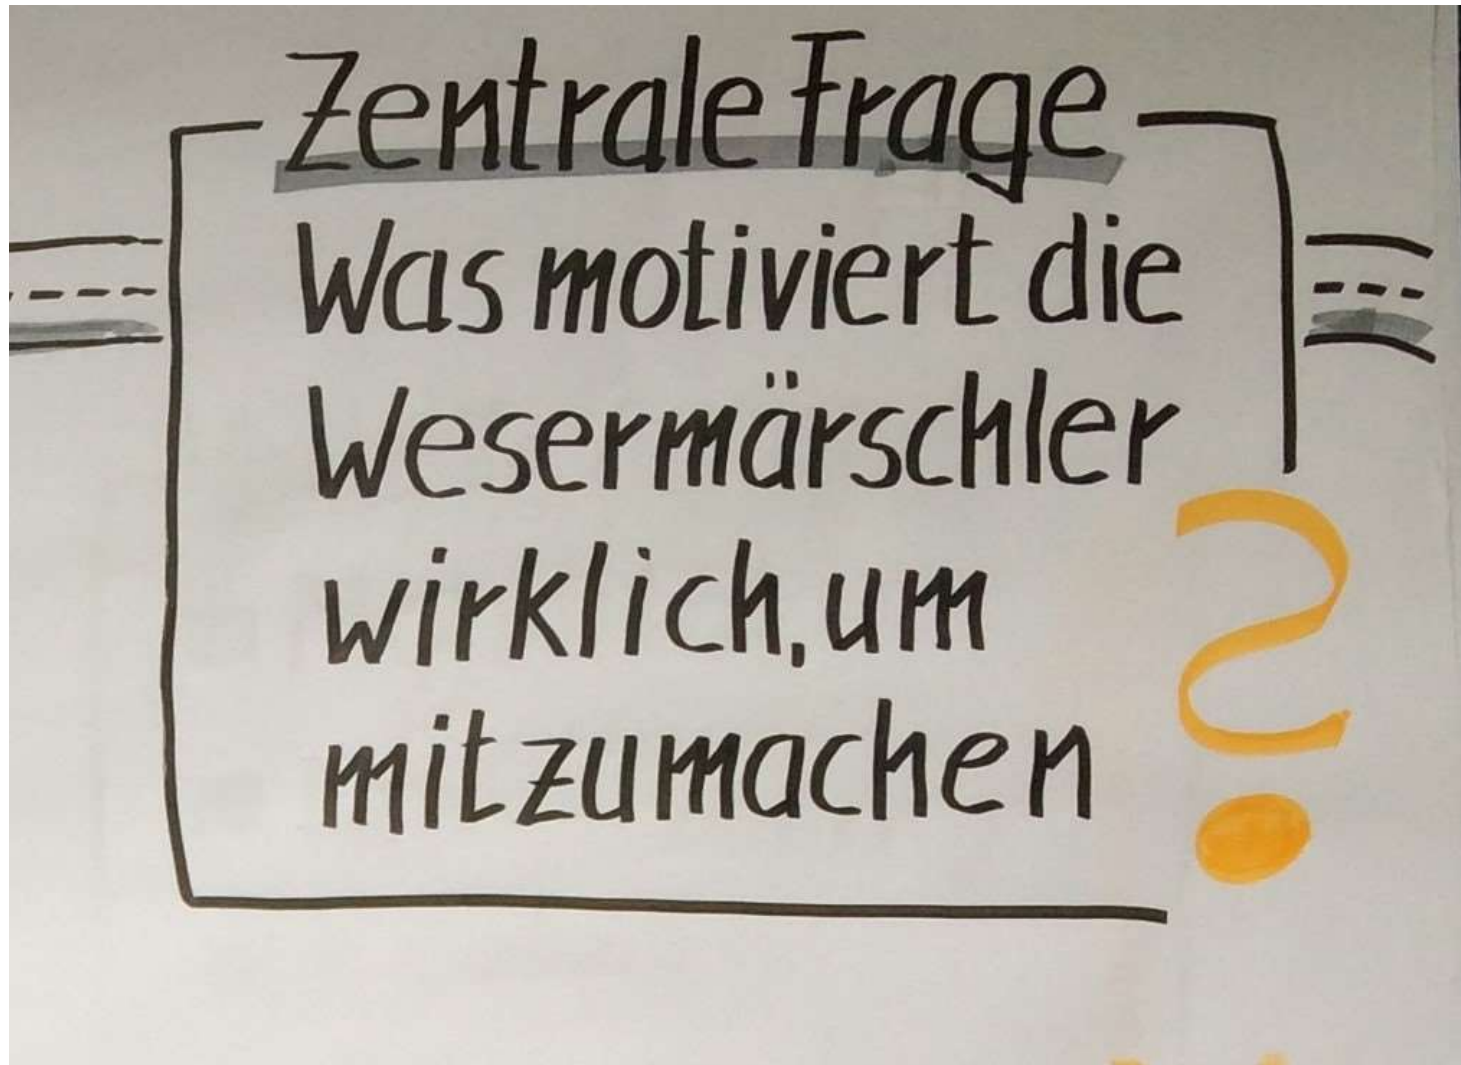 Zentrale Frage
Was motiviert die
Wesermärschler
wirklich, um
mitzumachen ?